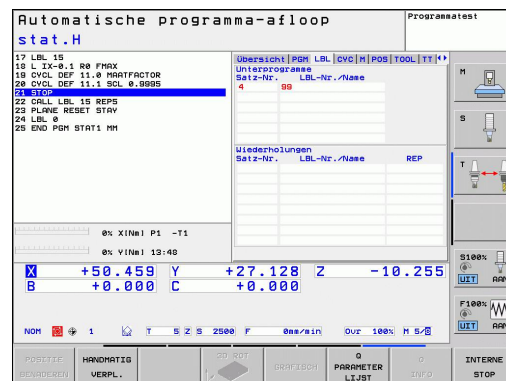 Automatische programma-afloop
Programmatest
stat.H
17 LBL 15
18 L IX-0.1 R0 FMAX
19 CYCL DEF 11.0 MAATFACTOR
20 CYCL DEF 11.1 SCL 0.9995
21 STOP
22 CALL LBL 15 REP5
23 PLANE RESET STAY
24 LBL 0
25 END PGM STAT1 MM
Übersicht PGM LBL CYC M POS TOOL TT
Unterprogramme
Satz-Nr. LBL-Nr./Name
4 99
Wiederholungen
Satz-Nr. LBL-Nr./Name REP
0% X[Nm] P1 -T1
0% Y[Nm] 13:48
X +50.459 Y +27.128 Z -10.255
B +0.000 C +0.000
NOM 1 T 5 Z S 2500 F 0mm/min Ovr 100% M 5/8
M
S
T
S100%
UIT AAN
F100%
UIT AAN
POSITIE BENADEREN
HANDMATIG VERPL.
3D ROT
GRAFISCH
Q PARAMETER LIJST
INFO
INTERNE STOP